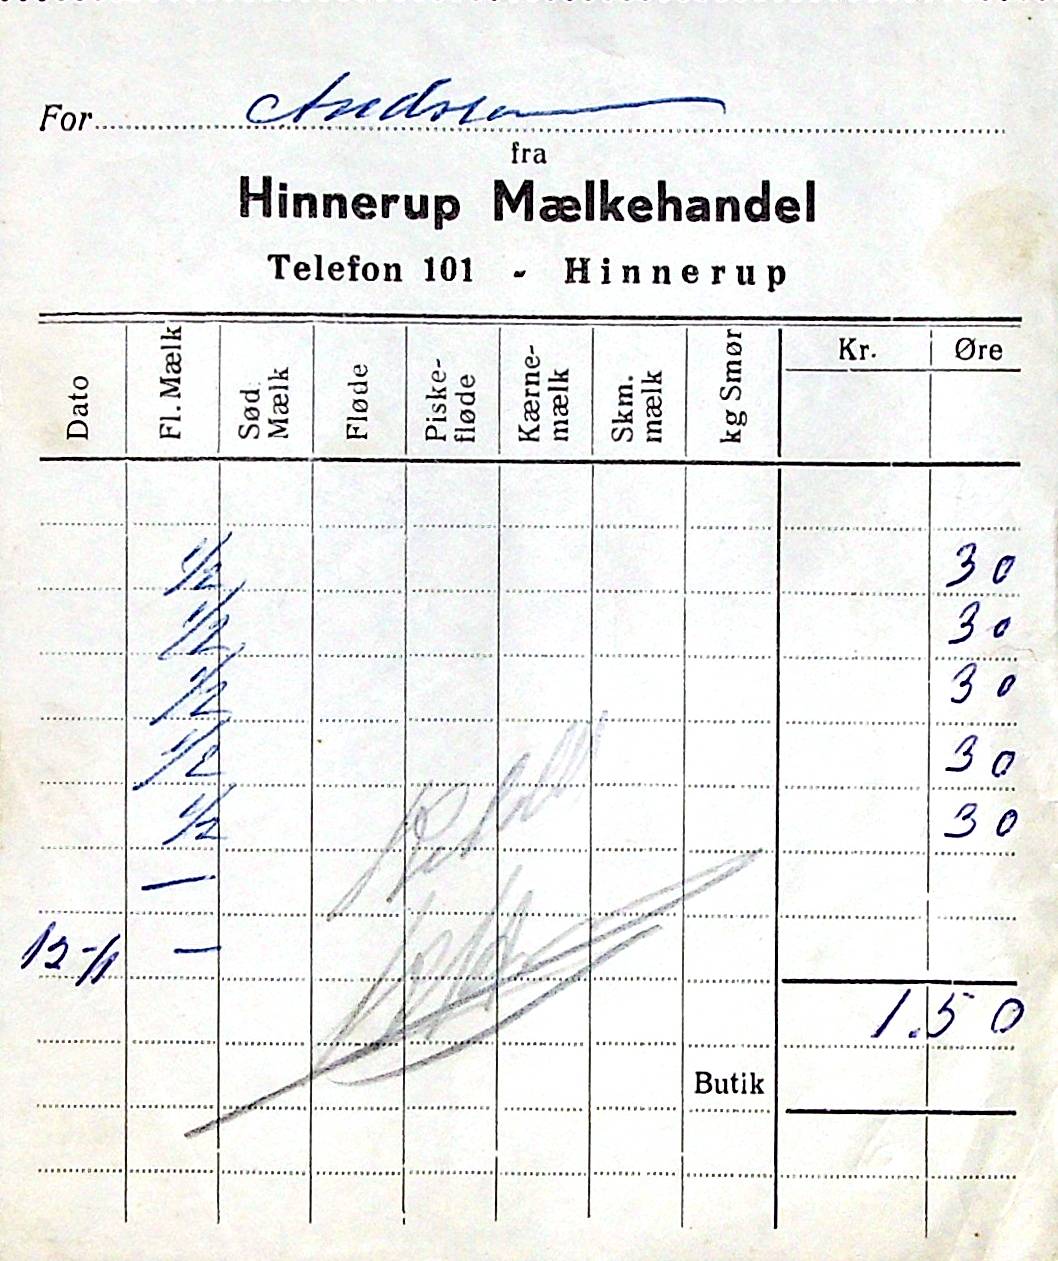 For
fra
Hinnerup Mælkehandel
Telefon 101 - Hinnerup
Dato Fl. Mælk Sød Mælk Fløde Piske-fløde Kærne-mælk Skm. mælk kg Smør Kr. Øre
1/2 30
1/2 30
1/2 30
1/2 30
1/2 30
—
12-11 —
1.50
Butik